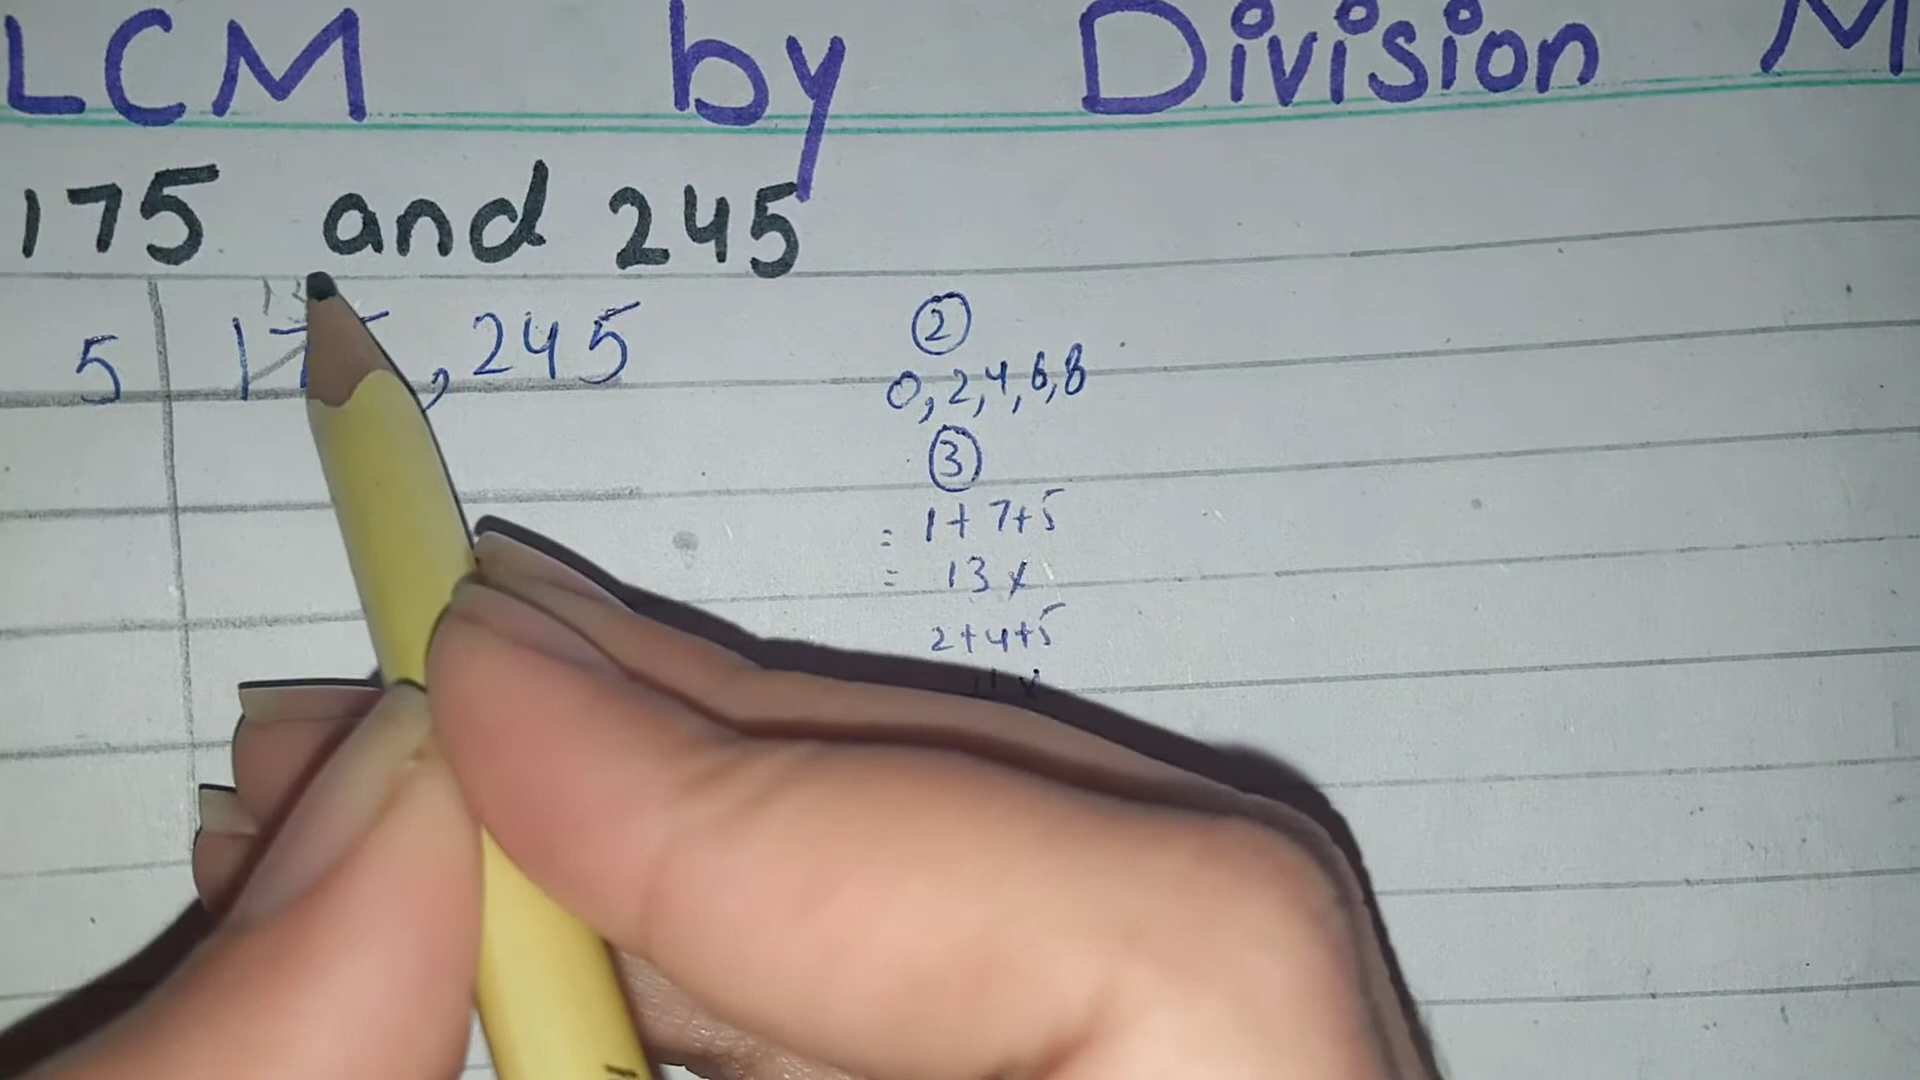 LCM by Division M
175 and 245
5 17 , 245
2
0,2,4,6,8
3
= 1+7+5
= 13 x
2+4+5